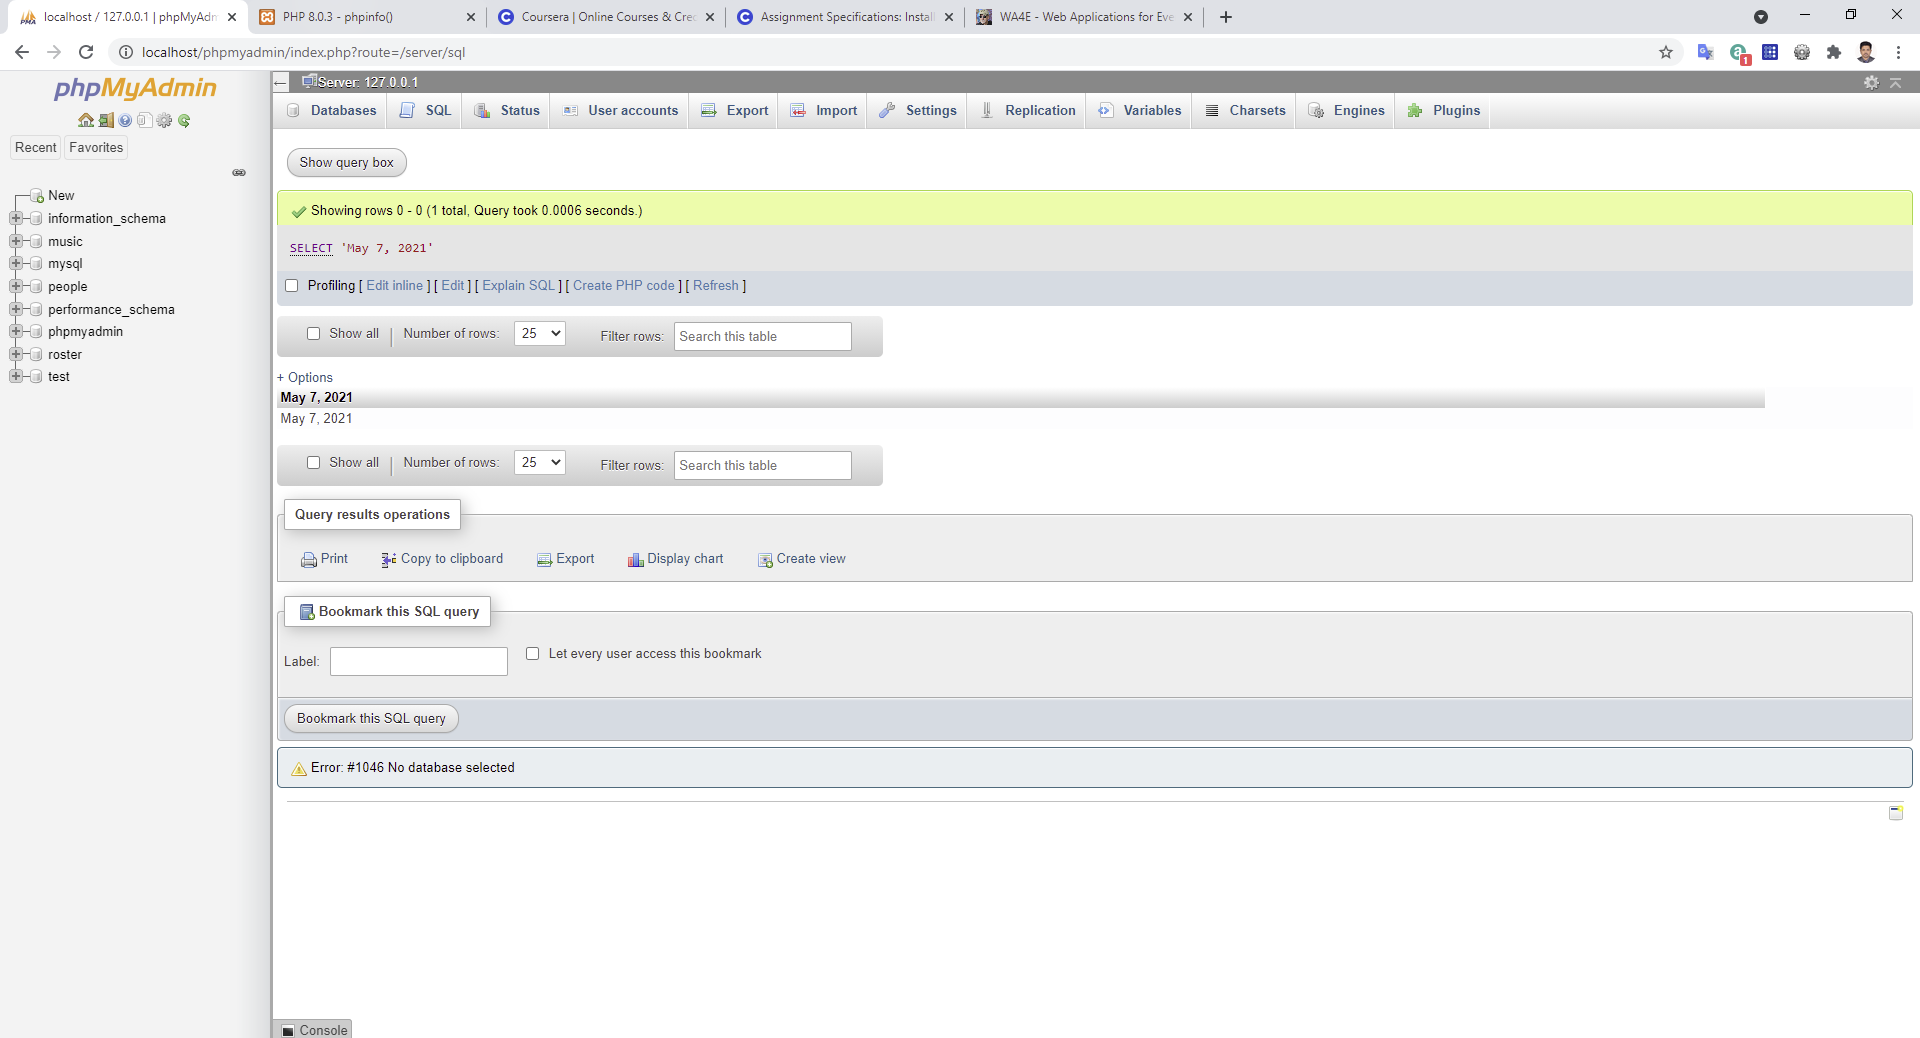 localhost / 127.0.0.1 | phpMyAdm
PHP 8.0.3 - phpinfo()
Coursera | Online Courses & Cre
Assignment Specifications: Instal
WA4E - Web Applications for Eve
localhost/phpmyadmin/index.php?route=/server/sql
1
phpMyAdmin
Recent
Favorites
New
information_schema
music
mysql
people
performance_schema
phpmyadmin
roster
test
Server: 127.0.0.1
Databases
SQL
Status
User accounts
Export
Import
Settings
Replication
Variables
Charsets
Engines
Plugins
Show query box
Showing rows 0 - 0 (1 total, Query took 0.0006 seconds.)
SELECT 'May 7, 2021'
Profiling [ Edit inline ] [ Edit ] [ Explain SQL ] [ Create PHP code ] [ Refresh ]
Show all | Number of rows: 25 Filter rows: Search this table
+ Options
May 7, 2021
May 7, 2021
Show all | Number of rows: 25 Filter rows: Search this table
Query results operations
Print
Copy to clipboard
Export
Display chart
Create view
Bookmark this SQL query
Label:
Let every user access this bookmark
Bookmark this SQL query
Error: #1046 No database selected
Console